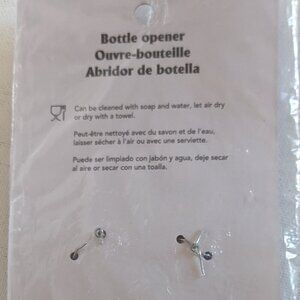 Bottle opener
Ouvre-bouteille
Abridor de botella
Can be cleaned with soap and water, let air dry
or dry with a towel.
Peut-être nettoyé avec du savon et de l'eau,
laisser sécher à l'air ou avec une serviette.
Puede ser limpiado con jabón y agua, deje secar
al aire or secar con una toalla.